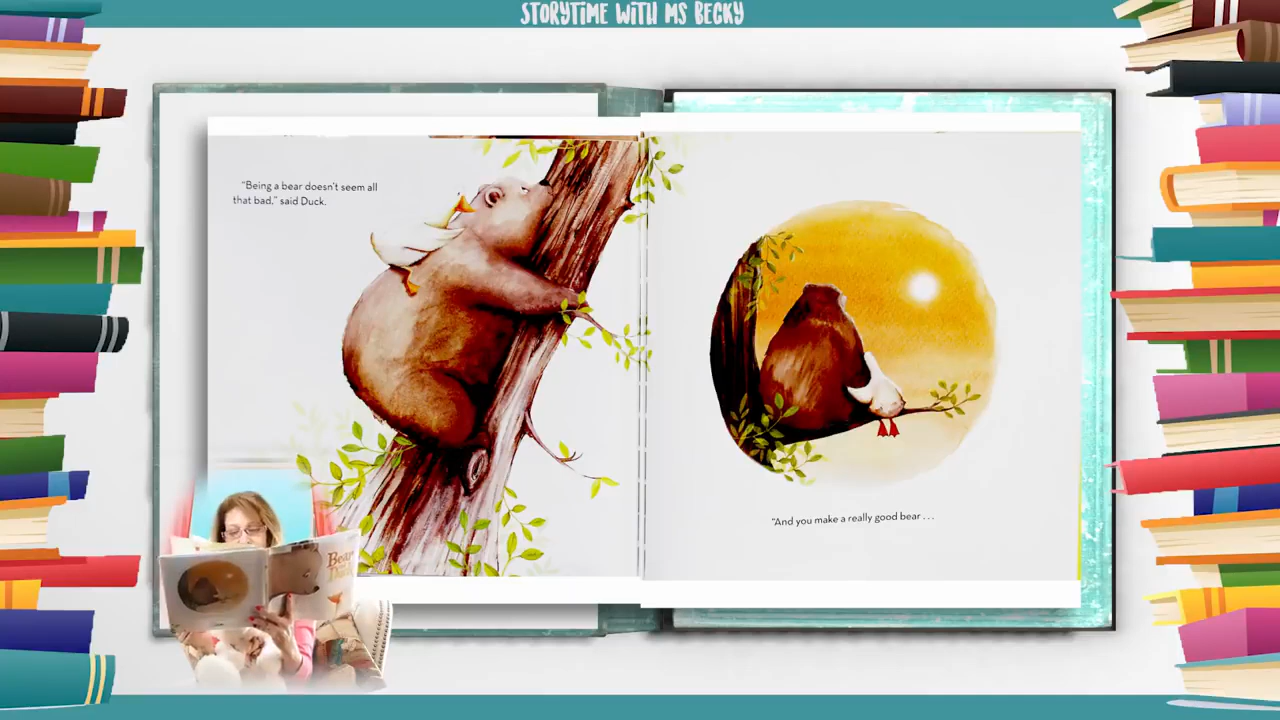 STORYTIME WITH MS BECKY
"Being a bear doesn't seem all
that bad," said Duck.
"And you make a really good bear . . .
Bear